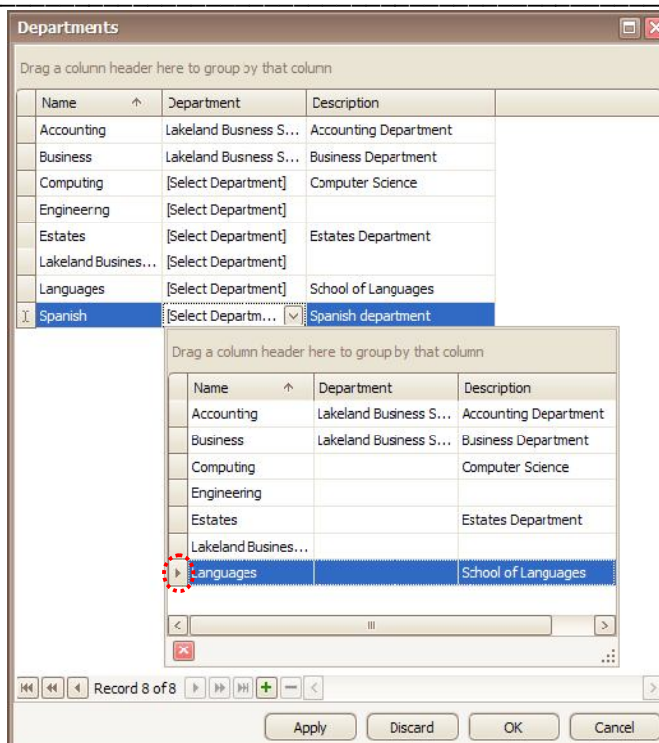 Departments
Drag a column header here to group by that column
Name Department Description
Accounting Lakeland Busness S... Accounting Department
Business Lakeland Busness S... Business Department
Computing [Select Department] Computer Science
Engineerng [Select Department]
Estates [Select Department] Estates Department
Lakeland Busines... [Select Department]
Languages [Select Department] School of Languages
Spanish [Select Departm... Spanish department
Drag a column header here to group by that column
Name Department Description
Accounting Lakeland Business S... Accounting Department
Business Lakeland Business S... Business Department
Computing Computer Science
Engineering
Estates Estates Department
Lakeland Busines...
Languages School of Languages
Record 8 of 8
Apply Discard OK Cancel